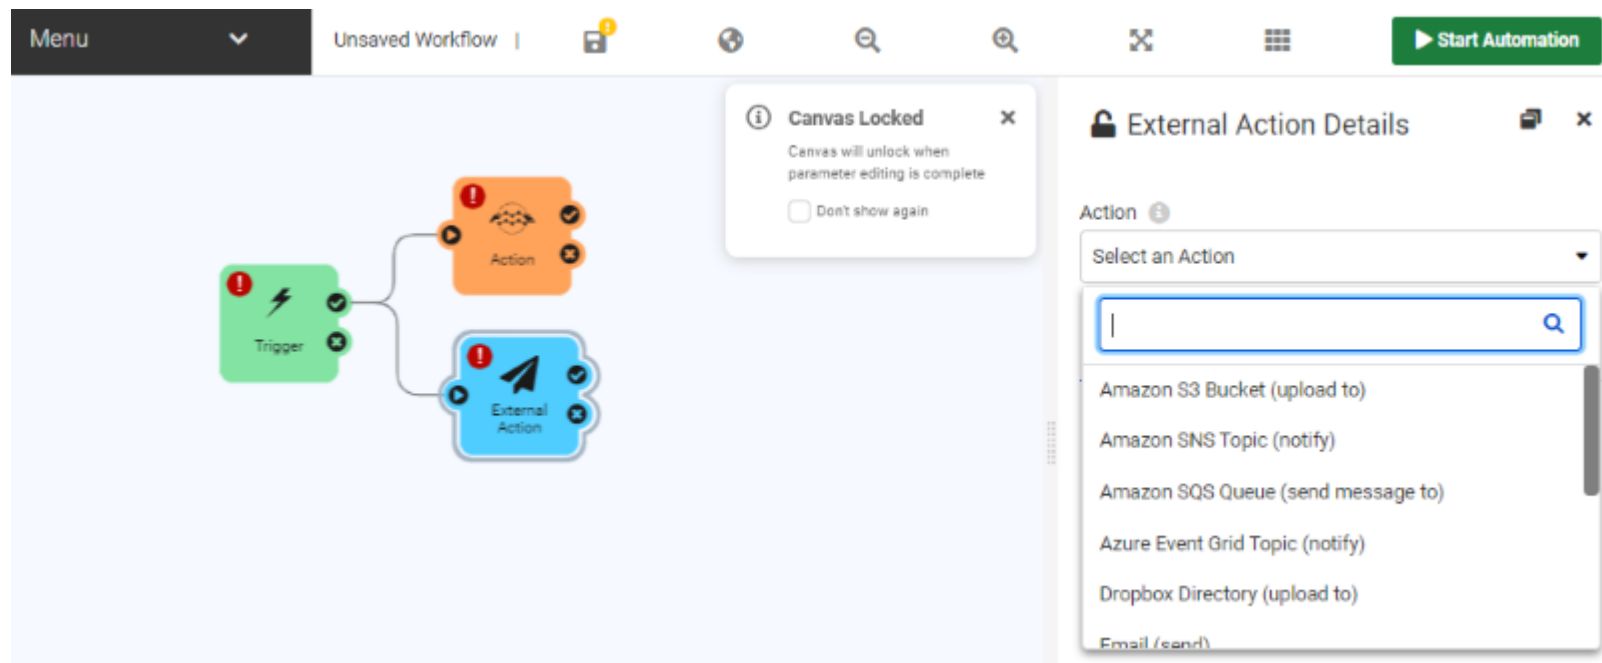 Menu
Unsaved Workflow |
Start Automation
Canvas Locked
Canvas will unlock when
parameter editing is complete
Don't show again
External Action Details
Action
Select an Action
Amazon S3 Bucket (upload to)
Amazon SNS Topic (notify)
Amazon SQS Queue (send message to)
Azure Event Grid Topic (notify)
Dropbox Directory (upload to)
Email (send)
Action
Trigger
External
Action